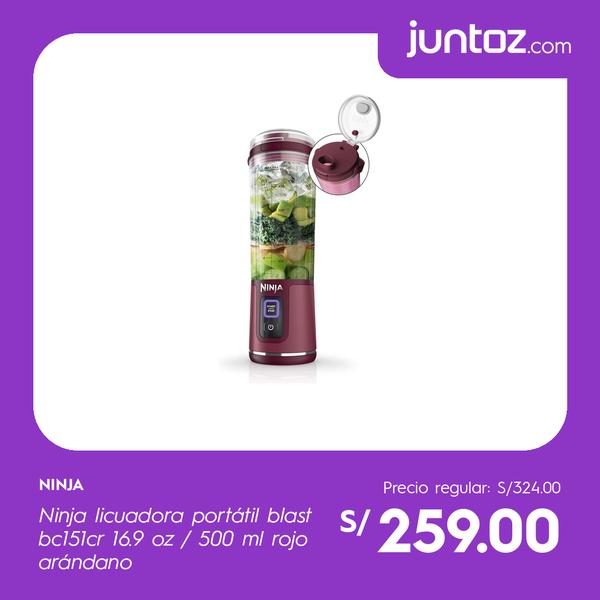 juntoz.com
NINJA
NINJA
Ninja licuadora portátil blast
bc151cr 16.9 oz / 500 ml rojo
arándano
Precio regular: S/324.00
S/259.00